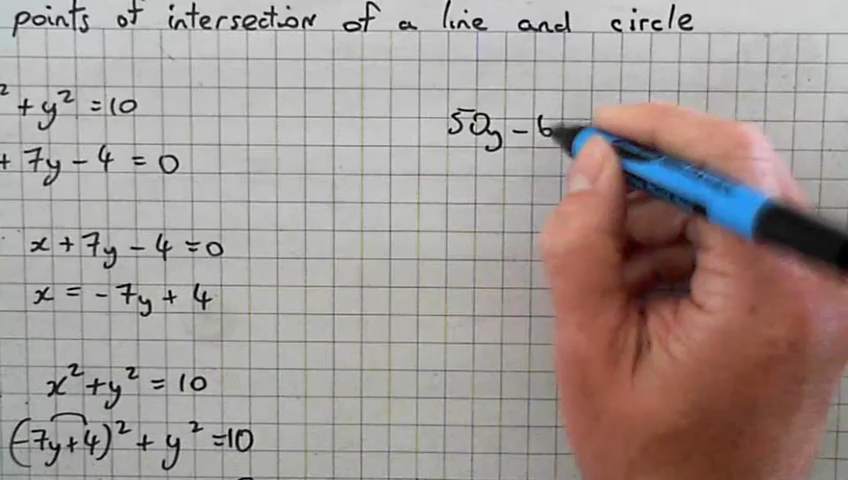 points of intersection of a line and circle
² + y² = 10
+ 7y - 4 = 0
x + 7y - 4 = 0
x = - 7y + 4
x² + y² = 10
(-7y+4)² + y² = 10
50y - 6